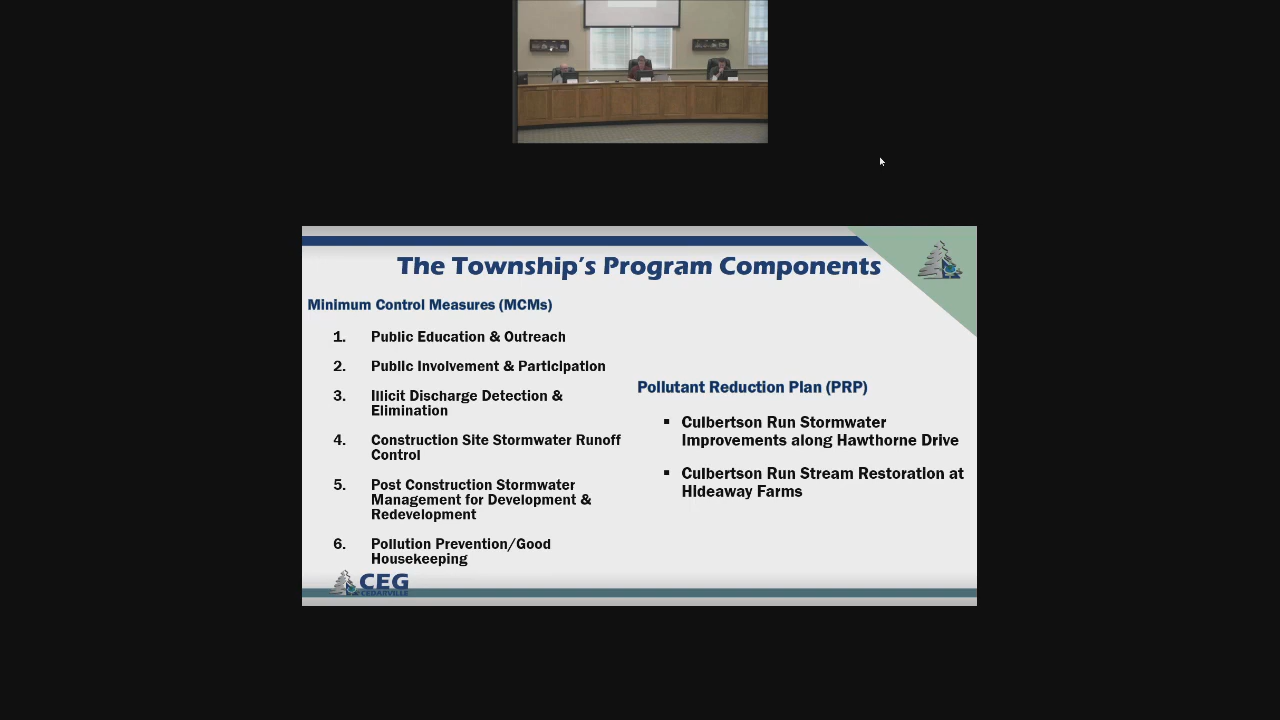 The Township's Program Components
Minimum Control Measures (MCMs)
1. Public Education & Outreach
2. Public Involvement & Participation
3. Illicit Discharge Detection &
Elimination
4. Construction Site Stormwater Runoff
Control
5. Post Construction Stormwater
Management for Development &
Redevelopment
6. Pollution Prevention/Good
Housekeeping
Pollutant Reduction Plan (PRP)
▪ Culbertson Run Stormwater
Improvements along Hawthorne Drive
▪ Culbertson Run Stream Restoration at
Hideaway Farms
CEG
CEDARVILLE